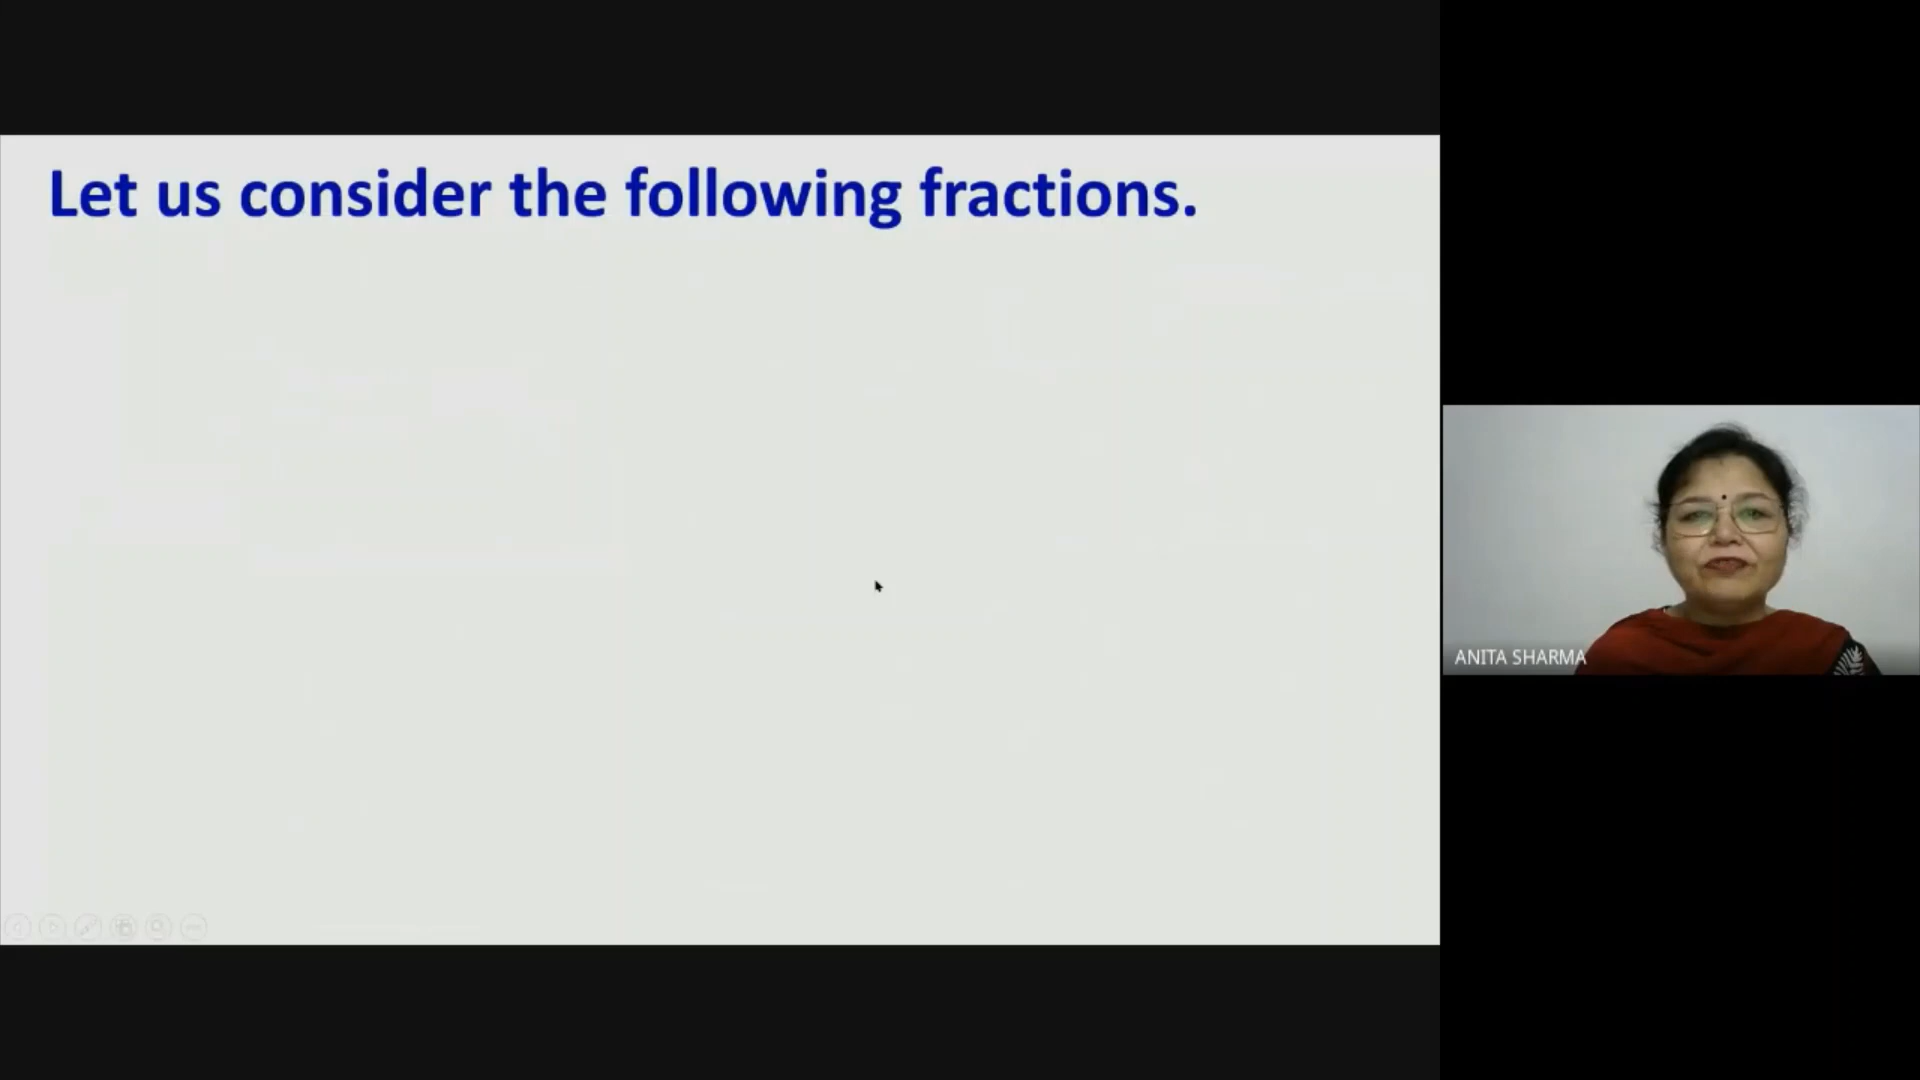 Let us consider the following fractions.
ANITA SHARMA